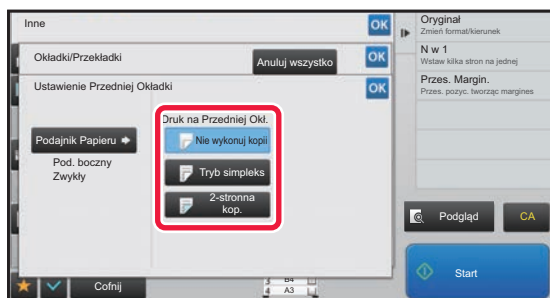 Inne
OK
Okładki/Przekładki
Anuluj wszystko
OK
Ustawienie Przedniej Okładki
OK
Druk na Przedniej Okł.
Podajnik Papieru
Pod. boczny
Zwykły
Nie wykonuj kopii
Tryb simpleks
2-stronna
kop.
Cofnij
4 A3
Oryginał
Zmień format/kierunek
N w 1
Wstaw kilka stron na jednej
Przes. Margin.
Przes. pozyc. tworząc margines
Podgląd
CA
Start